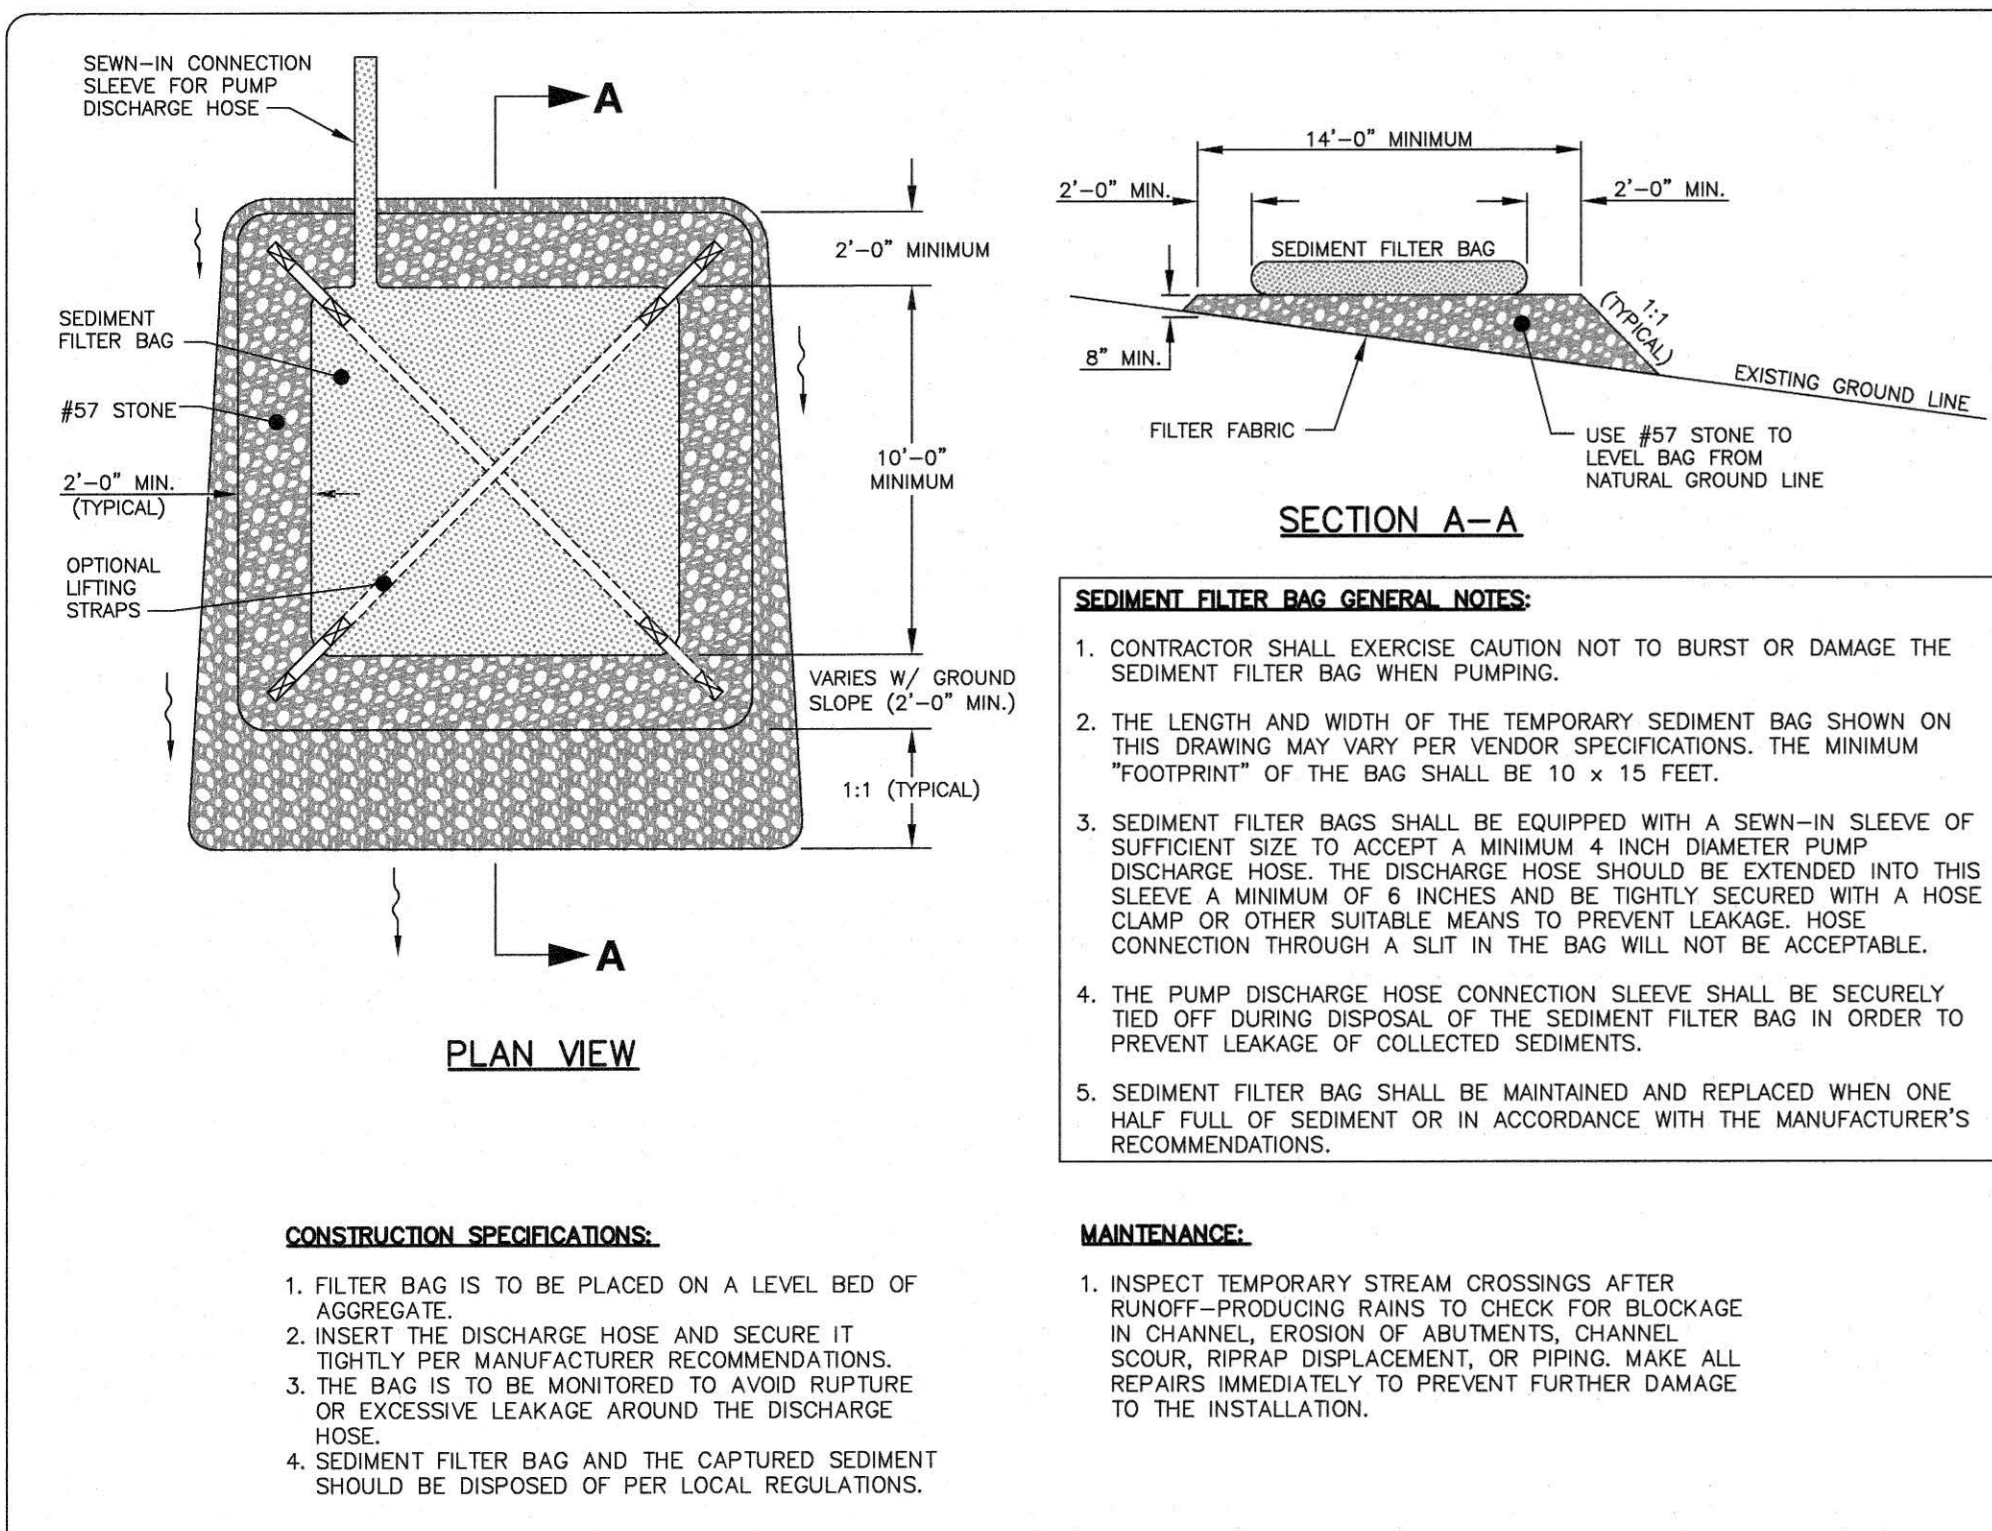 SEWN-IN CONNECTION
SLEEVE FOR PUMP
DISCHARGE HOSE
A
2'-0" MINIMUM
SEDIMENT
FILTER BAG
#57 STONE
2'-0" MIN.
(TYPICAL)
10'-0"
MINIMUM
OPTIONAL
LIFTING
STRAPS
VARIES W/ GROUND
SLOPE (2'-0" MIN.)
1:1 (TYPICAL)
A
PLAN VIEW
14'-0" MINIMUM
2'-0" MIN.
2'-0" MIN.
SEDIMENT FILTER BAG
1:1
(TYPICAL)
8" MIN.
EXISTING GROUND LINE
FILTER FABRIC
USE #57 STONE TO
LEVEL BAG FROM
NATURAL GROUND LINE
SECTION A-A
SEDIMENT FILTER BAG GENERAL NOTES:
1. CONTRACTOR SHALL EXERCISE CAUTION NOT TO BURST OR DAMAGE THE
SEDIMENT FILTER BAG WHEN PUMPING.
2. THE LENGTH AND WIDTH OF THE TEMPORARY SEDIMENT BAG SHOWN ON
THIS DRAWING MAY VARY PER VENDOR SPECIFICATIONS. THE MINIMUM
"FOOTPRINT" OF THE BAG SHALL BE 10 x 15 FEET.
3. SEDIMENT FILTER BAGS SHALL BE EQUIPPED WITH A SEWN-IN SLEEVE OF
SUFFICIENT SIZE TO ACCEPT A MINIMUM 4 INCH DIAMETER PUMP
DISCHARGE HOSE. THE DISCHARGE HOSE SHOULD BE EXTENDED INTO THIS
SLEEVE A MINIMUM OF 6 INCHES AND BE TIGHTLY SECURED WITH A HOSE
CLAMP OR OTHER SUITABLE MEANS TO PREVENT LEAKAGE. HOSE
CONNECTION THROUGH A SLIT IN THE BAG WILL NOT BE ACCEPTABLE.
4. THE PUMP DISCHARGE HOSE CONNECTION SLEEVE SHALL BE SECURELY
TIED OFF DURING DISPOSAL OF THE SEDIMENT FILTER BAG IN ORDER TO
PREVENT LEAKAGE OF COLLECTED SEDIMENTS.
5. SEDIMENT FILTER BAG SHALL BE MAINTAINED AND REPLACED WHEN ONE
HALF FULL OF SEDIMENT OR IN ACCORDANCE WITH THE MANUFACTURER'S
RECOMMENDATIONS.
CONSTRUCTION SPECIFICATIONS:
1. FILTER BAG IS TO BE PLACED ON A LEVEL BED OF
AGGREGATE.
2. INSERT THE DISCHARGE HOSE AND SECURE IT
TIGHTLY PER MANUFACTURER RECOMMENDATIONS.
3. THE BAG IS TO BE MONITORED TO AVOID RUPTURE
OR EXCESSIVE LEAKAGE AROUND THE DISCHARGE
HOSE.
4. SEDIMENT FILTER BAG AND THE CAPTURED SEDIMENT
SHOULD BE DISPOSED OF PER LOCAL REGULATIONS.
MAINTENANCE:
1. INSPECT TEMPORARY STREAM CROSSINGS AFTER
RUNOFF-PRODUCING RAINS TO CHECK FOR BLOCKAGE
IN CHANNEL, EROSION OF ABUTMENTS, CHANNEL
SCOUR, RIPRAP DISPLACEMENT, OR PIPING. MAKE ALL
REPAIRS IMMEDIATELY TO PREVENT FURTHER DAMAGE
TO THE INSTALLATION.